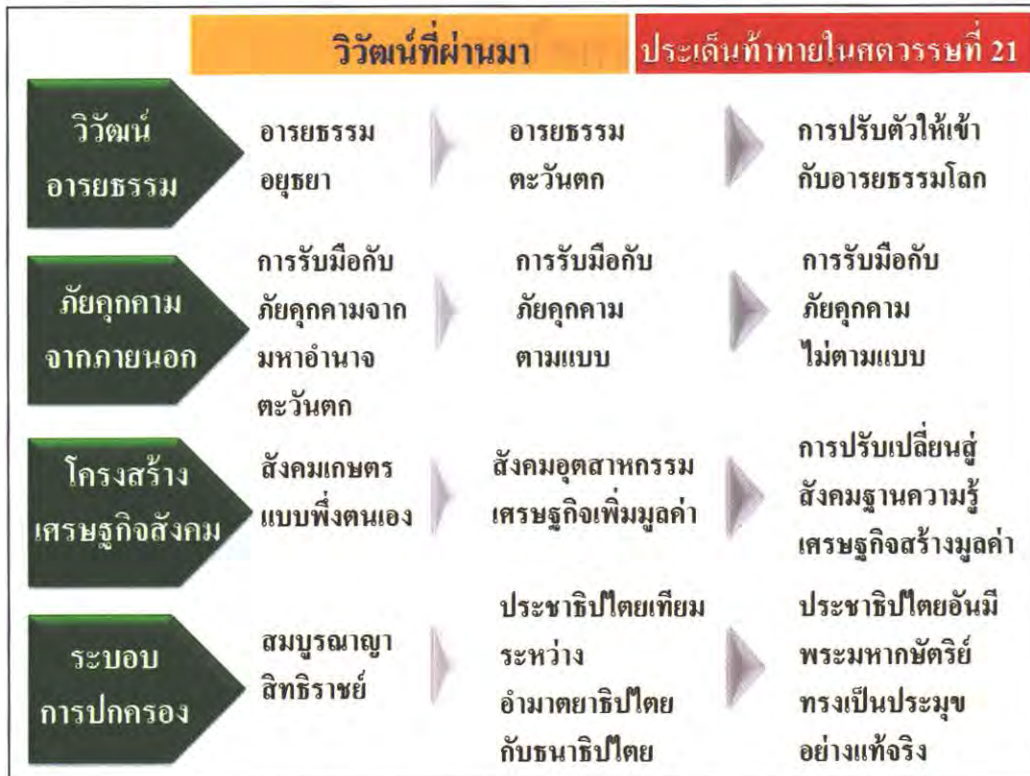 วิวัฒน์ที่ผ่านมา
ประเด็นท้าทายในศตวรรษที่ 21
วิวัฒน์
อารยธรรม
อารยธรรม
อยุธยา
อารยธรรม
ตะวันตก
การปรับตัวให้เข้า
กับอารยธรรมโลก
ภัยคุกคาม
จากภายนอก
การรับมือกับ
ภัยคุกคามจาก
มหาอำนาจ
ตะวันตก
การรับมือกับ
ภัยคุกคาม
ตามแบบ
การรับมือกับ
ภัยคุกคาม
ไม่ตามแบบ
โครงสร้าง
เศรษฐกิจสังคม
สังคมเกษตร
แบบพึ่งตนเอง
สังคมอุตสาหกรรม
เศรษฐกิจเพิ่มมูลค่า
การปรับเปลี่ยนสู่
สังคมฐานความรู้
เศรษฐกิจสร้างมูลค่า
ระบอบ
การปกครอง
สมบูรณาญา
สิทธิราชย์
ประชาธิปไตยเทียม
ระหว่าง
อำมาตยาธิปไตย
กับธนาธิปไตย
ประชาธิปไตยอันมี
พระมหากษัตริย์
ทรงเป็นประมุข
อย่างแท้จริง